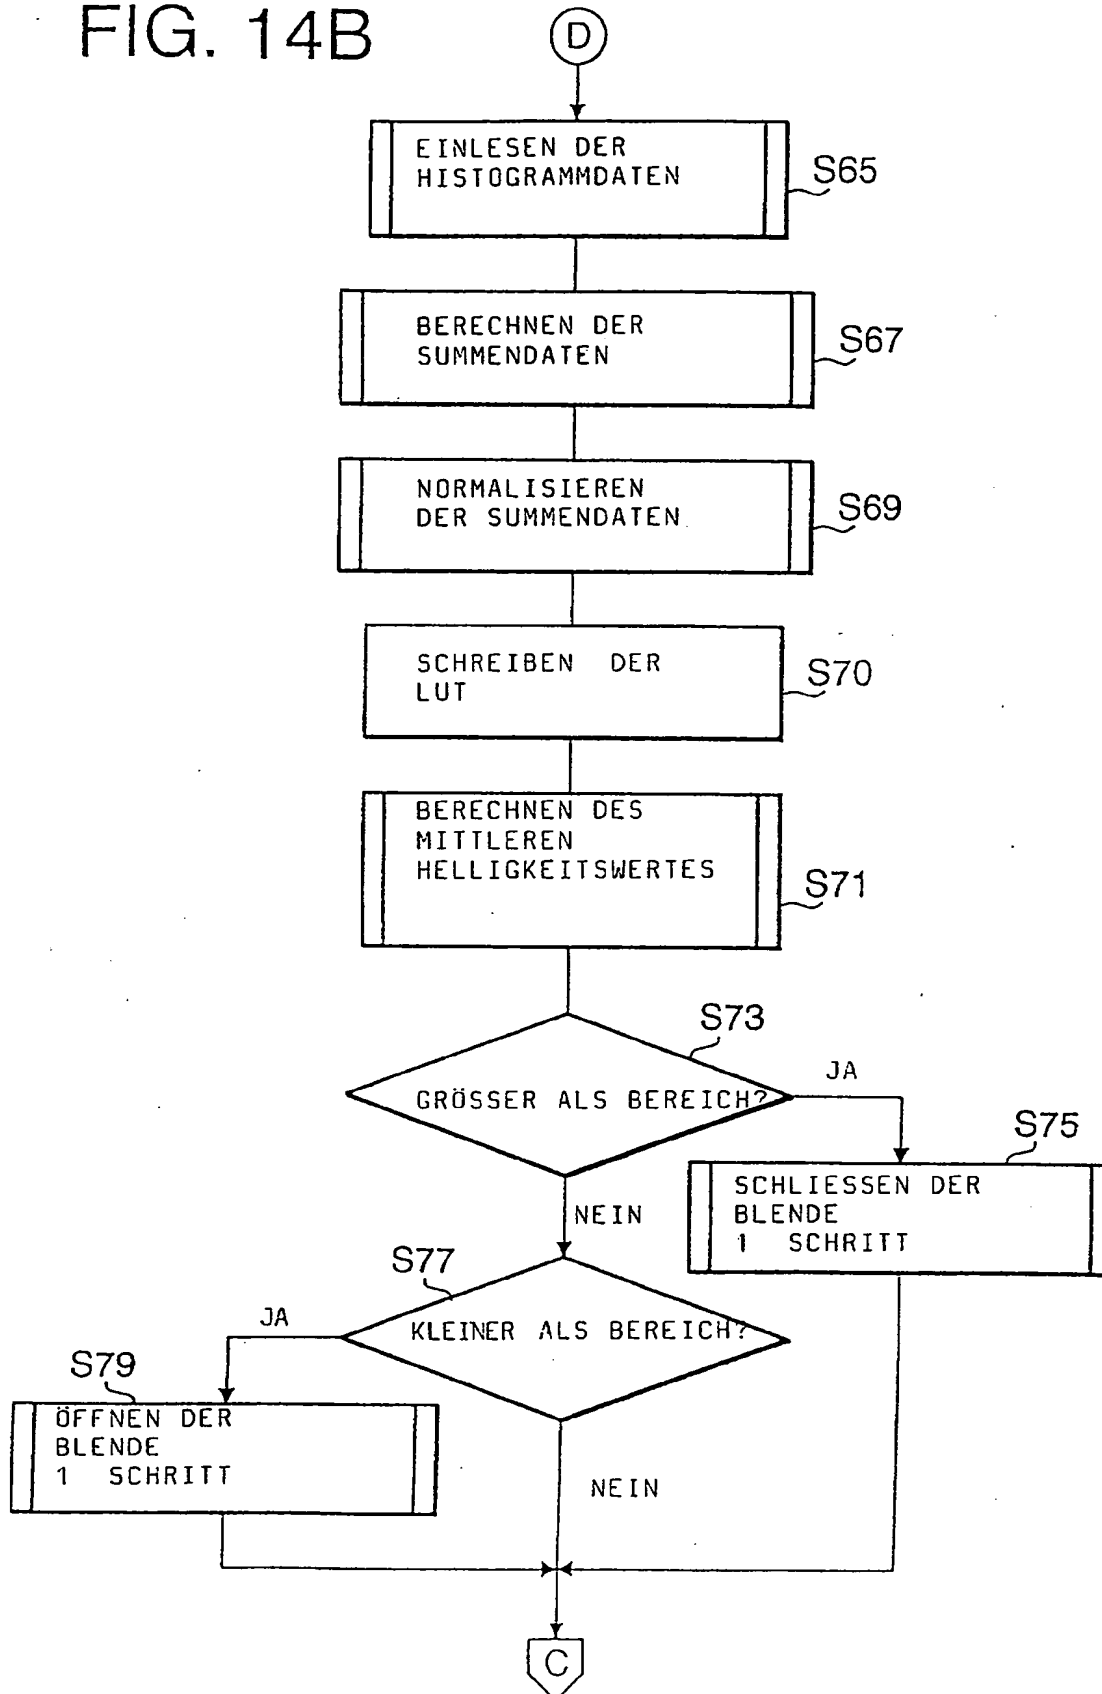 FIG. 14B
D
EINLESEN DER
HISTOGRAMMDATEN
S65
BERECHNEN DER
SUMMENDATEN
S67
NORMALISIEREN
DER SUMMENDATEN
S69
SCHREIBEN DER
LUT
S70
BERECHNEN DES
MITTLEREN
HELLIGKEITSWERTES
S71
S73
GRÖSSER ALS BEREICH?
JA
S75
SCHLIESSEN DER
BLENDE
1 SCHRITT
NEIN
S77
KLEINER ALS BEREICH?
JA
S79
ÖFFNEN DER
BLENDE
1 SCHRITT
NEIN
C